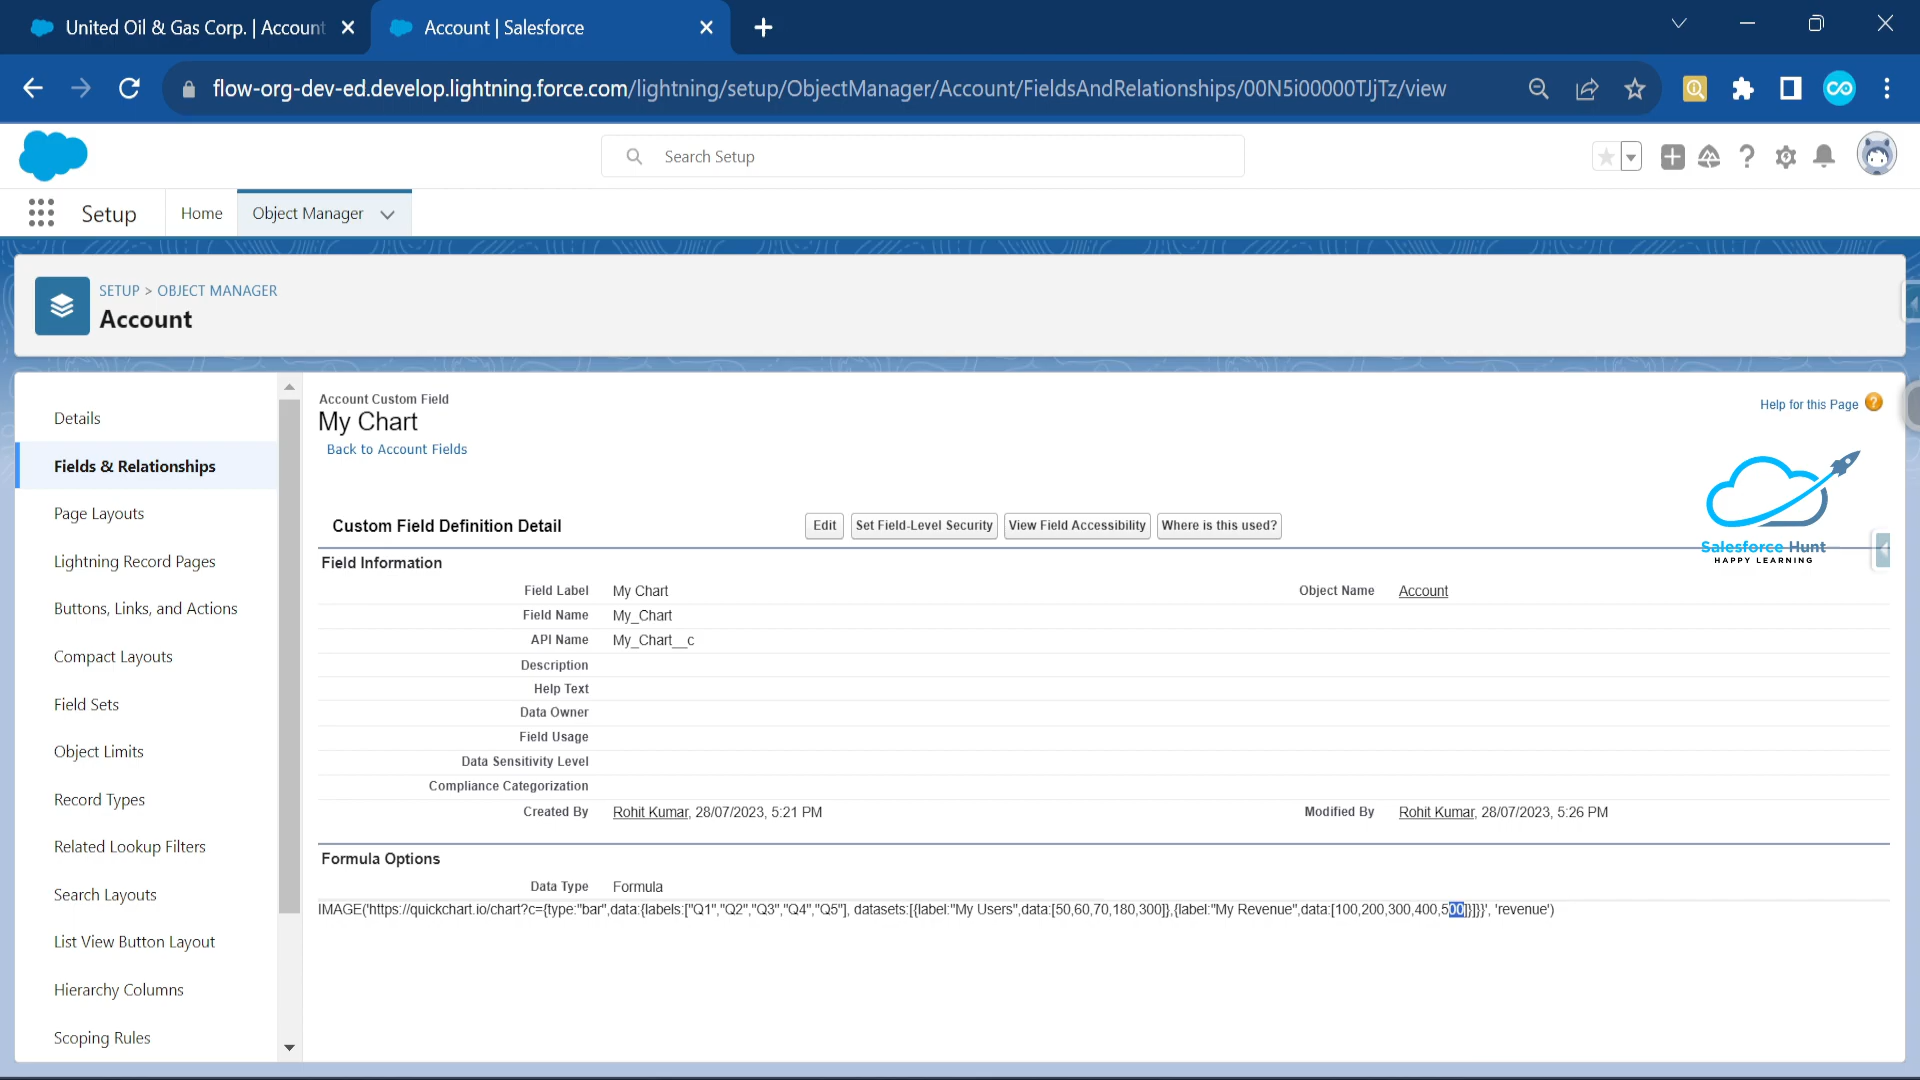 United Oil & Gas Corp. | Account
Account | Salesforce
flow-org-dev-ed.develop.lightning.force.com/lightning/setup/ObjectManager/Account/FieldsAndRelationships/00N5i00000TJjTz/view
Search Setup
Setup
Home
Object Manager
SETUP > OBJECT MANAGER
Account
Details
Fields & Relationships
Page Layouts
Lightning Record Pages
Buttons, Links, and Actions
Compact Layouts
Field Sets
Object Limits
Record Types
Related Lookup Filters
Search Layouts
List View Button Layout
Hierarchy Columns
Scoping Rules
Account Custom Field
My Chart
Back to Account Fields
Help for this Page
Salesforce Hunt
HAPPY LEARNING
Custom Field Definition Detail
Edit
Set Field-Level Security
View Field Accessibility
Where is this used?
Field Information
Field Label My Chart Object Name Account
Field Name My_Chart
API Name My_Chart__c
Description
Help Text
Data Owner
Field Usage
Data Sensitivity Level
Compliance Categorization
Created By Rohit Kumar, 28/07/2023, 5:21 PM Modified By Rohit Kumar, 28/07/2023, 5:26 PM
Formula Options
Data Type Formula
IMAGE('https://quickchart.io/chart?c={type:"bar",data:{labels:["Q1","Q2","Q3","Q4","Q5"], datasets:[{label:"My Users",data:[50,60,70,180,300]},{label:"My Revenue",data:[100,200,300,400,500]}]}}', 'revenue')